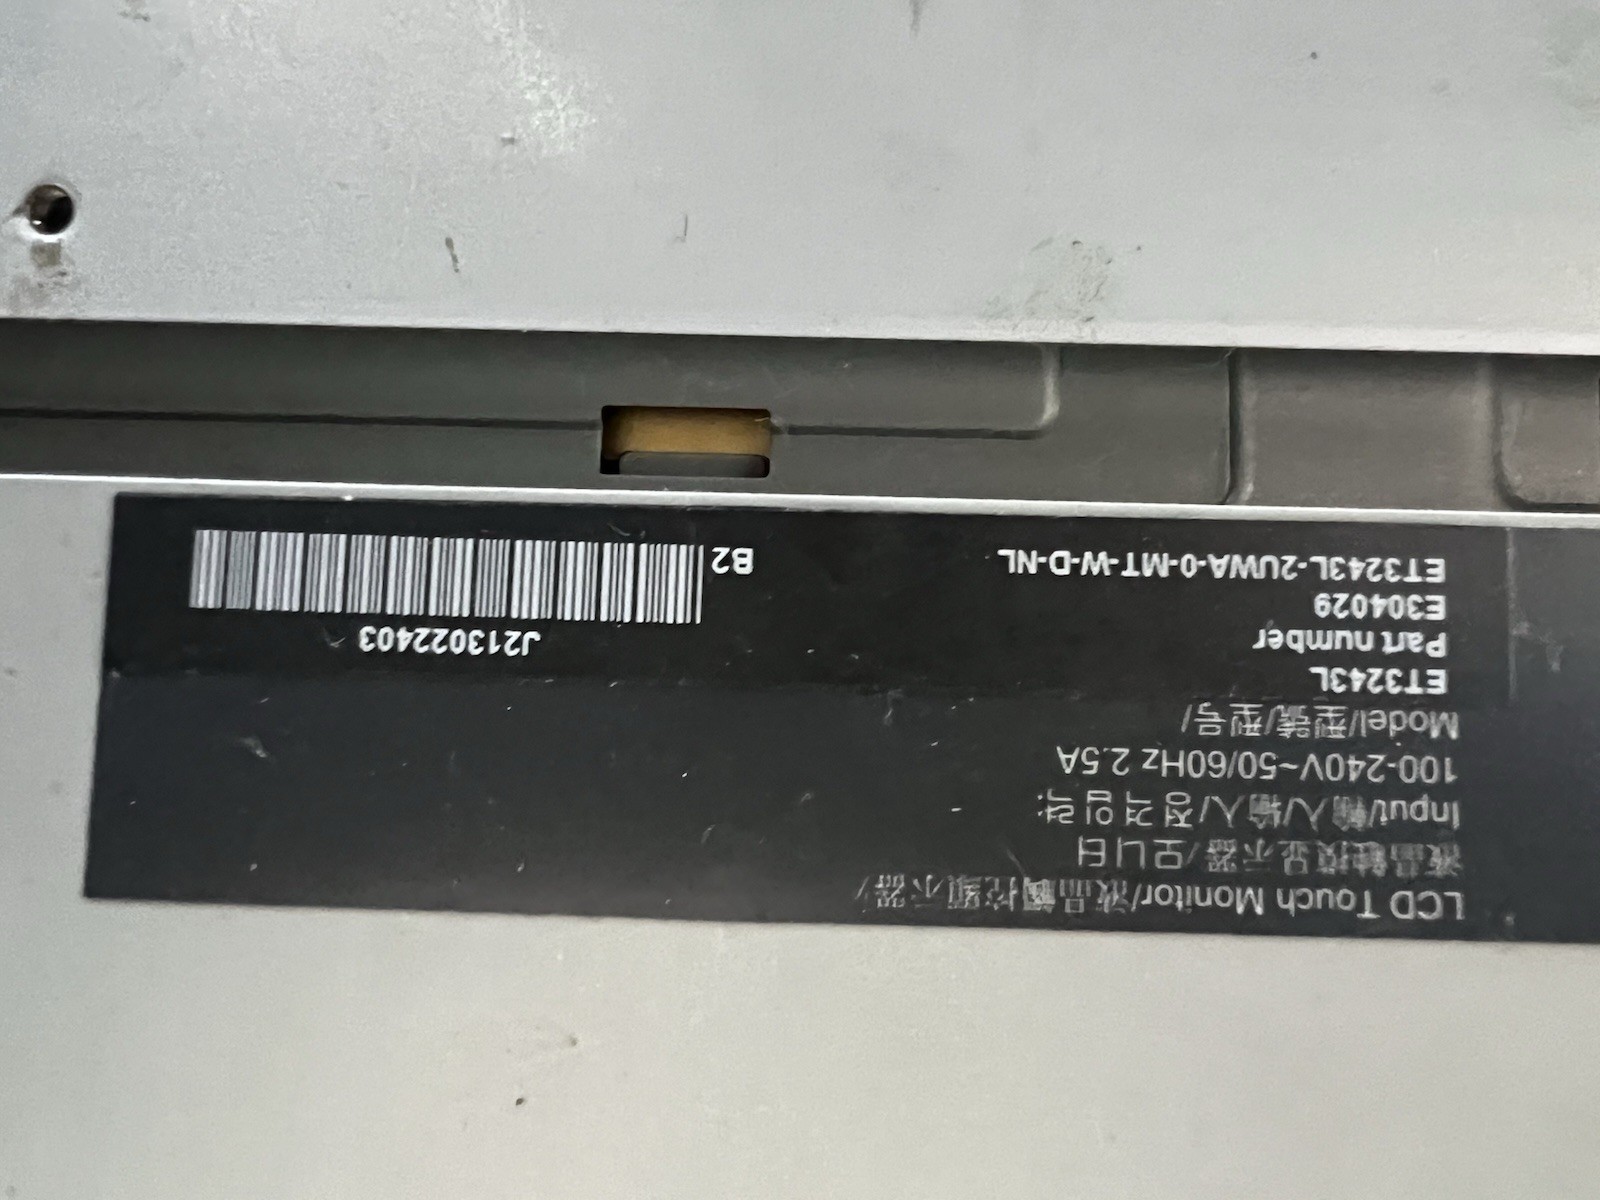 LCD Touch Monitor/液晶觸控顯示器/
液晶触摸显示器/모니터
Input/輸入/输入/정격입력:
100-240V~50/60Hz 2.5A
Model/型號/型号/
ET3243L
Part number
E304029
ET3243L-2UWA-0-MT-W-D-NL
J213022403
B2